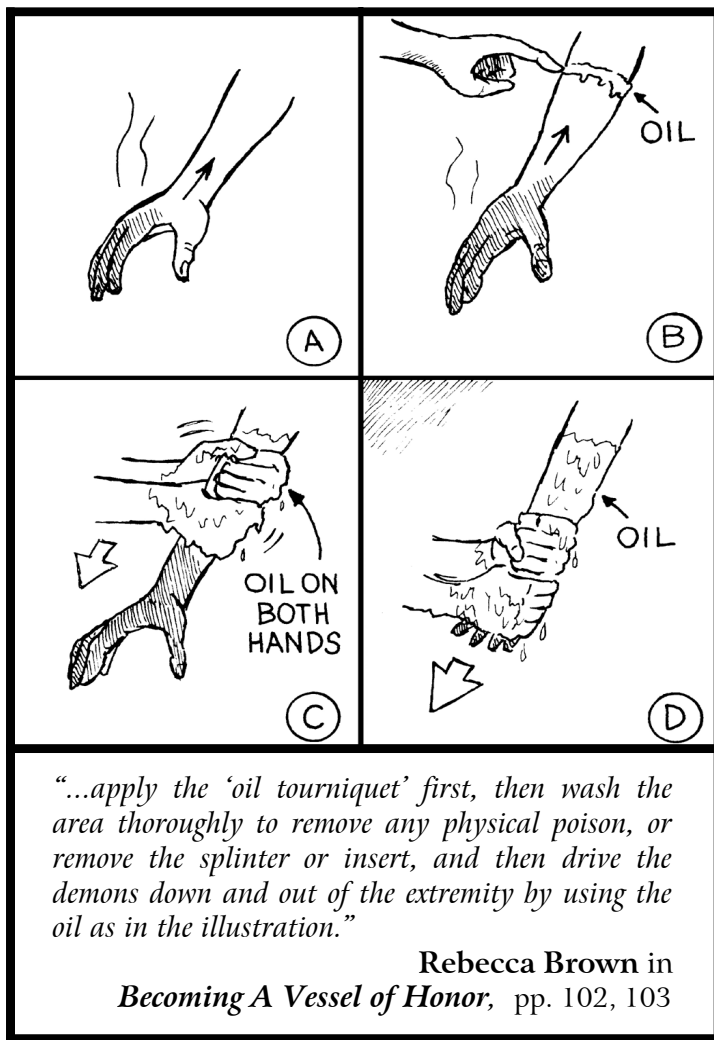 A
OIL
B
OIL ON
BOTH
HANDS
C
OIL
D
“...apply the ‘oil tourniquet’ first, then wash the
area thoroughly to remove any physical poison, or
remove the splinter or insert, and then drive the
demons down and out of the extremity by using the
oil as in the illustration.”
Rebecca Brown in
Becoming A Vessel of Honor, pp. 102, 103